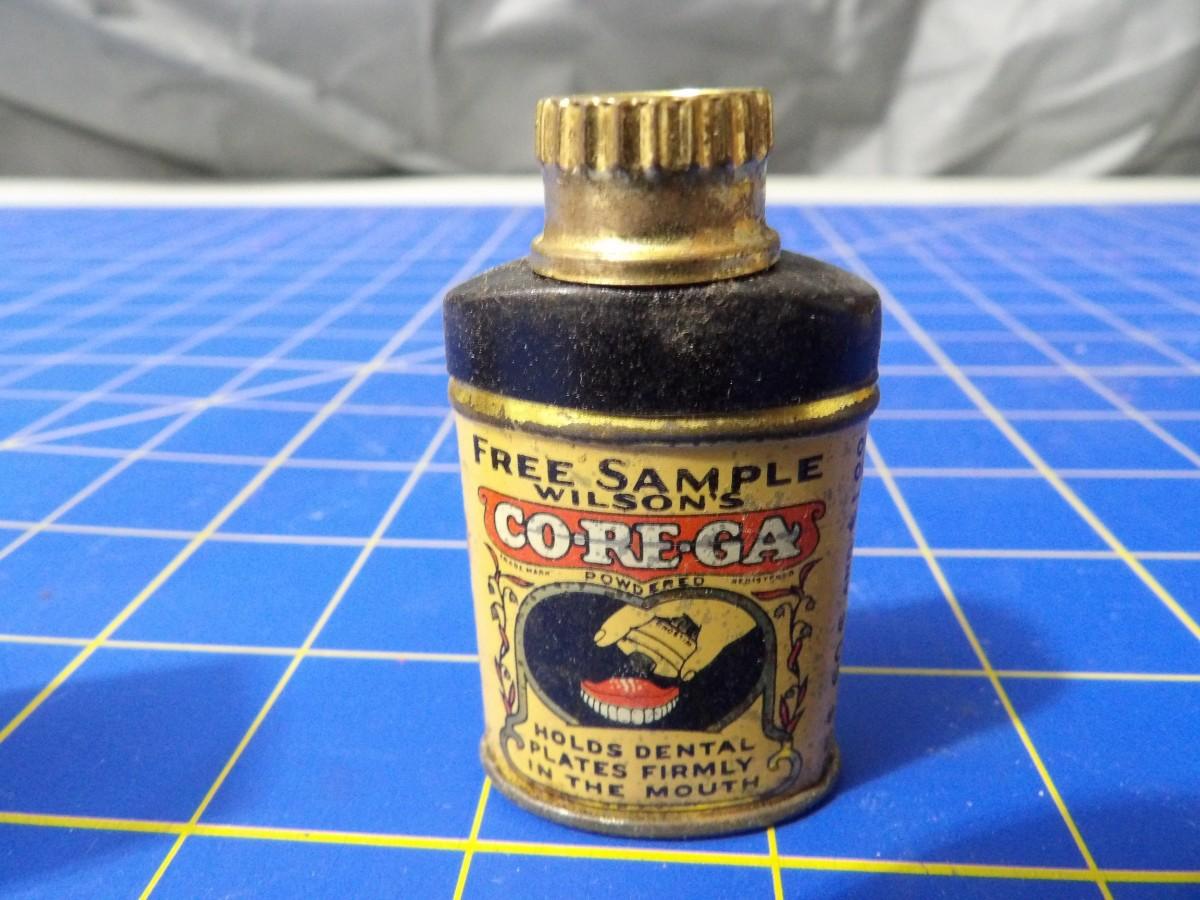 FREE SAMPLE
WILSON'S
CO-RE-GA
TRADE MARK POWDERED REGISTERED
HOLDS DENTAL
PLATES FIRMLY
IN THE MOUTH